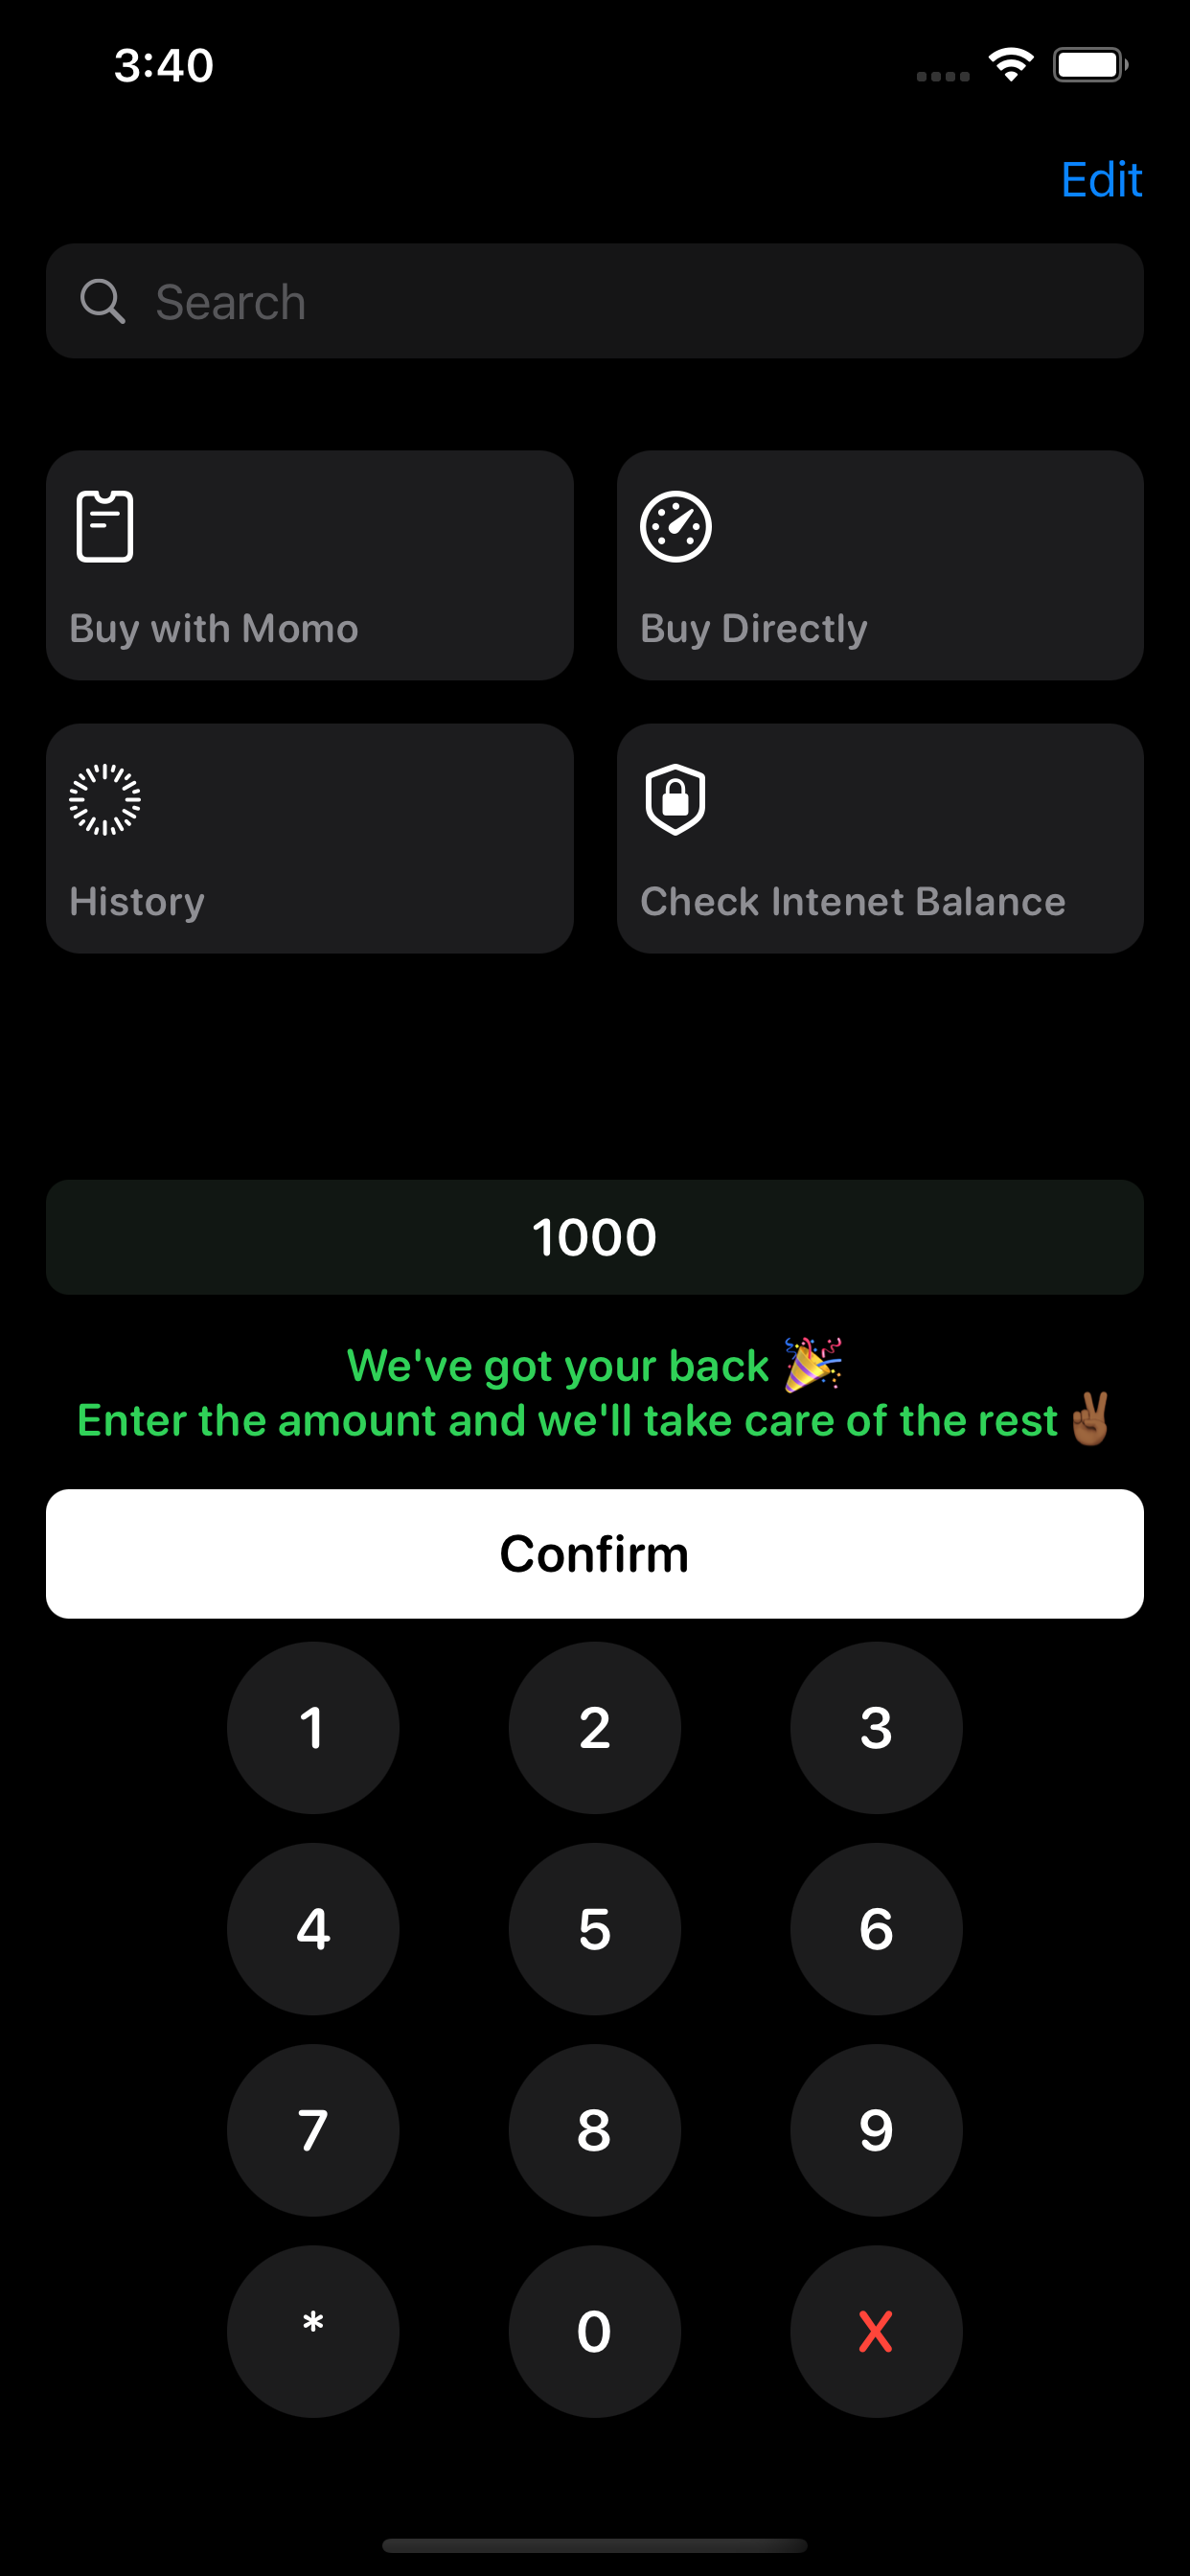 3:40
Edit
Search
Buy with Momo
Buy Directly
History
Check Intenet Balance
1000
We've got your back 🎉
Enter the amount and we'll take care of the rest ✌🏾
Confirm
1 2 3
4 5 6
7 8 9
* 0 X